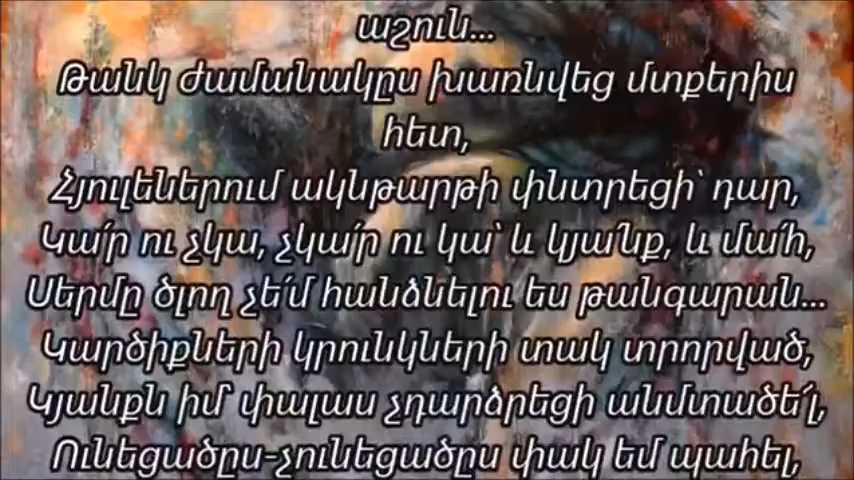 աշուն...
Թանկ ժամանակըս խառնվեց մտքերիս
հետ,
Հյուլեներում ակնթարթի փնտրեցի՝ դար,
Կա՛ր ու չկա, չկա՛ր ու կա՝ և կյանք, և մա՛հ,
Սերմը ծլող չե՛մ հանձնելու ես թանգարան...
Կարծիքների կրունկների տակ տրորված,
Կյանքն իմ փալաս չդարձրեցի անմտածե՜լ,
Ունեցածըս-չունեցածըս փակ եմ պահել,